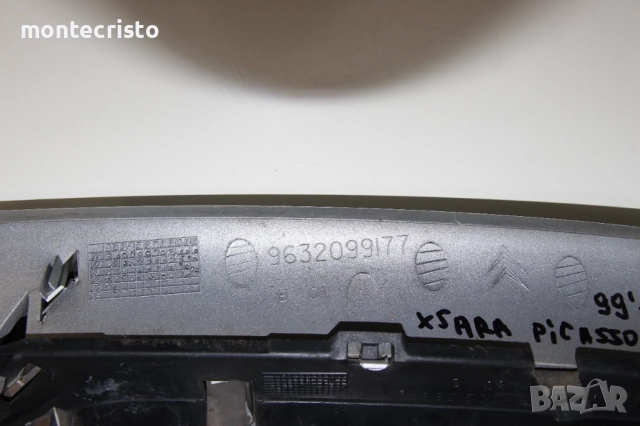 montecristo
9632099177
99'
XSARA PiCASSO
BAZAR